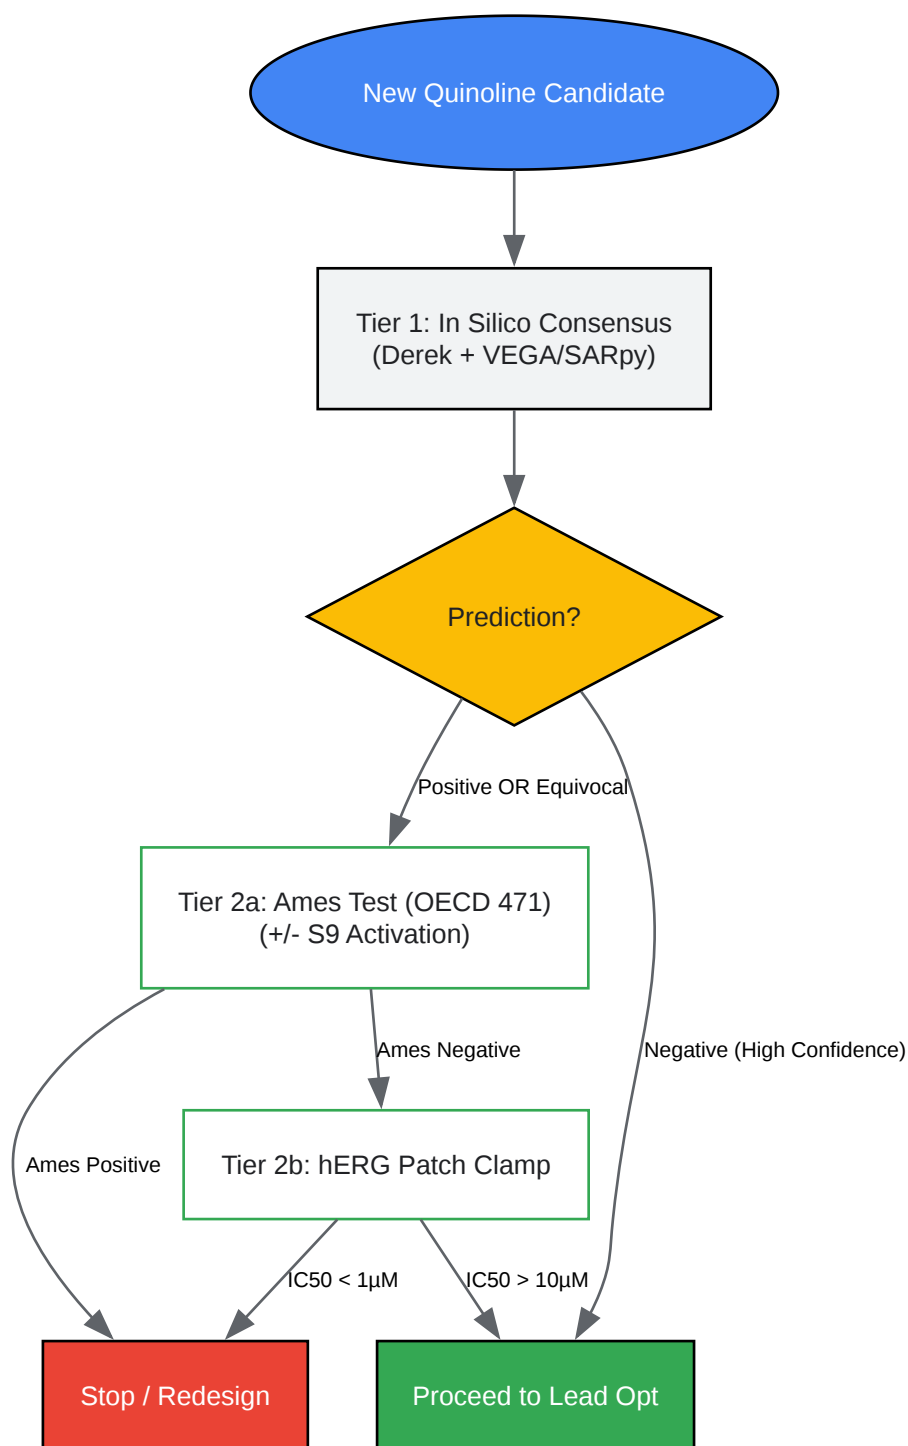 New Quinoline Candidate
Tier 1: In Silico Consensus
(Derek + VEGA/SARpy)
Prediction?
Positive OR Equivocal
Tier 2a: Ames Test (OECD 471)
(+/- S9 Activation)
Ames Negative
Negative (High Confidence)
Ames Positive
Tier 2b: hERG Patch Clamp
IC50 < 1µM
IC50 > 10µM
Stop / Redesign
Proceed to Lead Opt